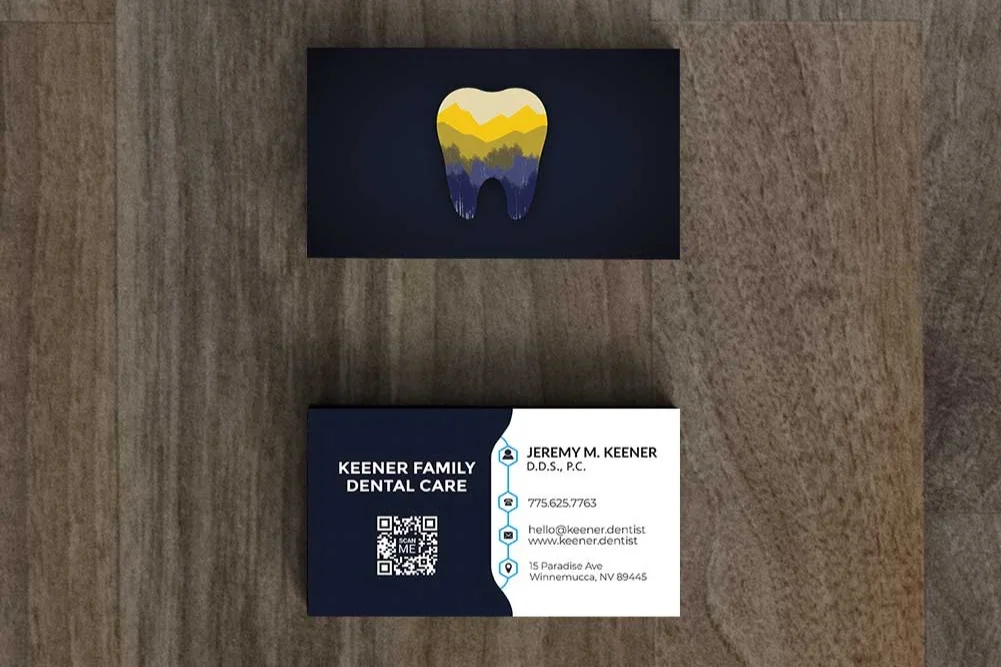 KEENER FAMILY
DENTAL CARE
SCAN
ME
JEREMY M. KEENER
D.D.S., P.C.
775.625.7763
hello@keener.dentist
www.keener.dentist
15 Paradise Ave
Winnemucca, NV 89445